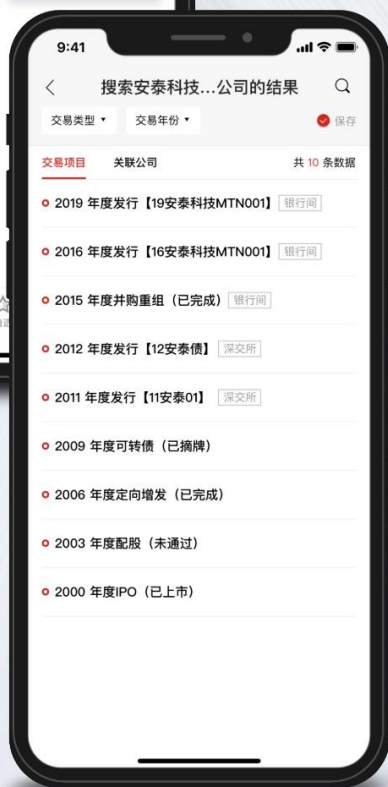 9:41
搜索安泰科技...公司的结果
交易类型 交易年份 保存
交易项目 关联公司 共 10 条数据
2019 年度发行【19安泰科技MTN001】 银行间
2016 年度发行【16安泰科技MTN001】 银行间
2015 年度并购重组（已完成） 银行间
2012 年度发行【12安泰债】 深交所
2011 年度发行【11安泰01】 深交所
2009 年度可转债（已摘牌）
2006 年度定向增发（已完成）
2003 年度配股（未通过）
2000 年度IPO（已上市）